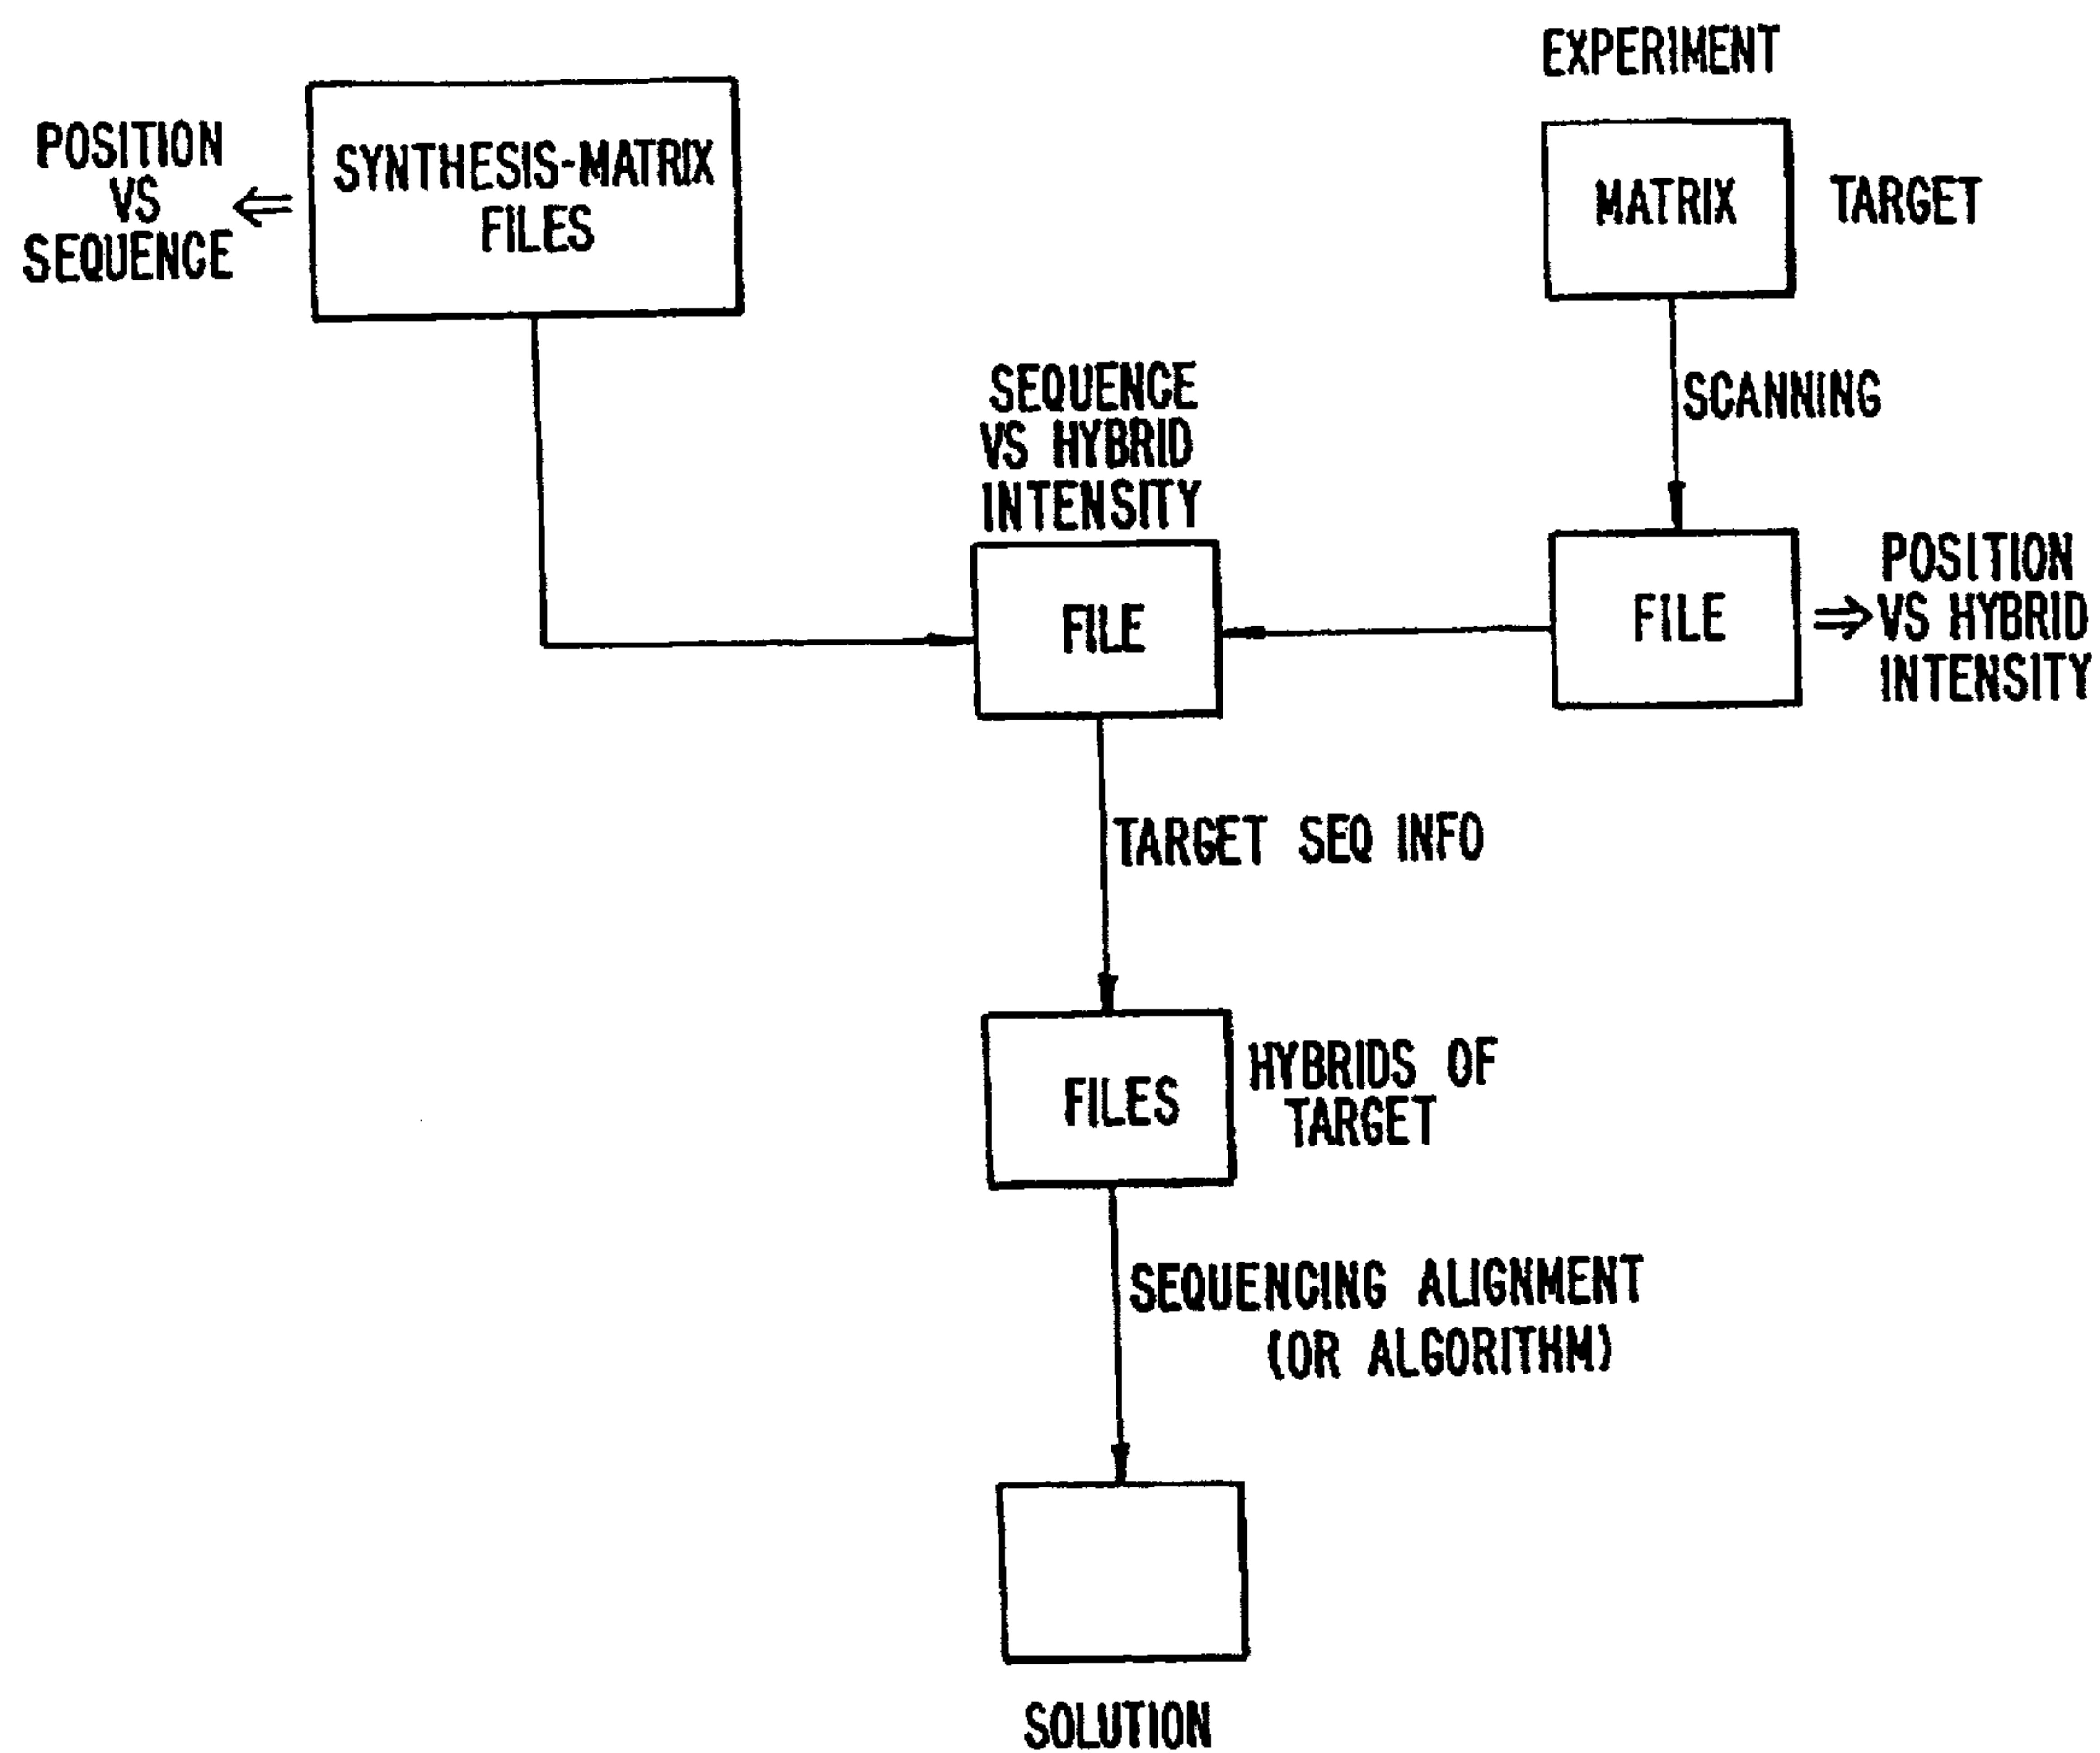 EXPERIMENT
POSITION
VS
SEQUENCE
SYNTHESIS-MATRIX
FILES
MATRIX
TARGET
SCANNING
SEQUENCE
VS HYBRID
INTENSITY
FILE
FILE
POSITION
VS HYBRID
INTENSITY
TARGET SEQ INFO
FILES
HYBRIDS OF
TARGET
SEQUENCING ALIGNMENT
(OR ALGORITHM)
SOLUTION